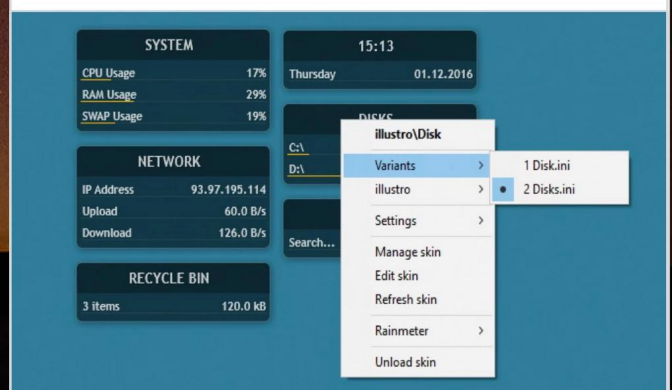 SYSTEM
CPU Usage 17%
RAM Usage 29%
SWAP Usage 19%
NETWORK
IP Address 93.97.195.114
Upload 60.0 B/s
Download 126.0 B/s
RECYCLE BIN
3 items 120.0 kB
15:13
Thursday 01.12.2016
DISKS
C:\
D:\
Search...
illustro\Disk
Variants
illustro
Settings
Manage skin
Edit skin
Refresh skin
Rainmeter
Unload skin
1 Disk.ini
2 Disks.ini